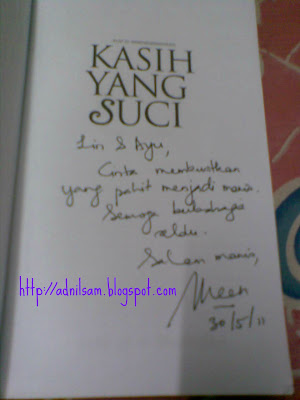 KASIH
YANG
SUCI
Lin & Ayu,
Cinta membuatkan
yang pahit menjadi manis.
Semoga berbahagia
selalu.
Salam manis,
30/5/11
http://adnilsam.blogspot.com